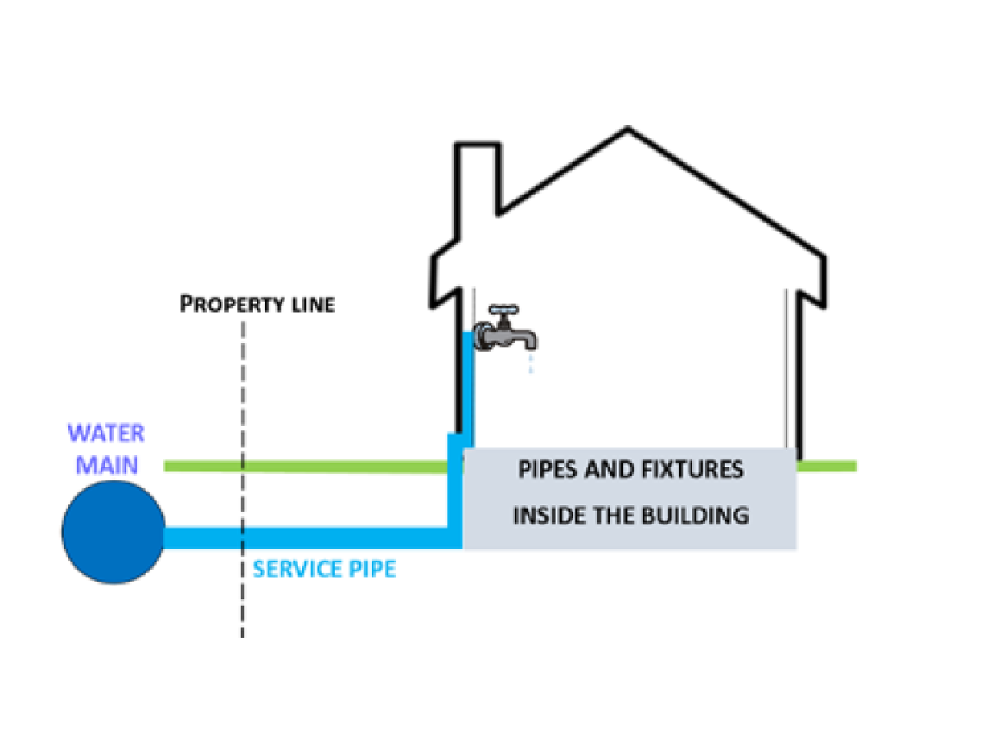 PROPERTY LINE
WATER
MAIN
PIPES AND FIXTURES
INSIDE THE BUILDING
SERVICE PIPE